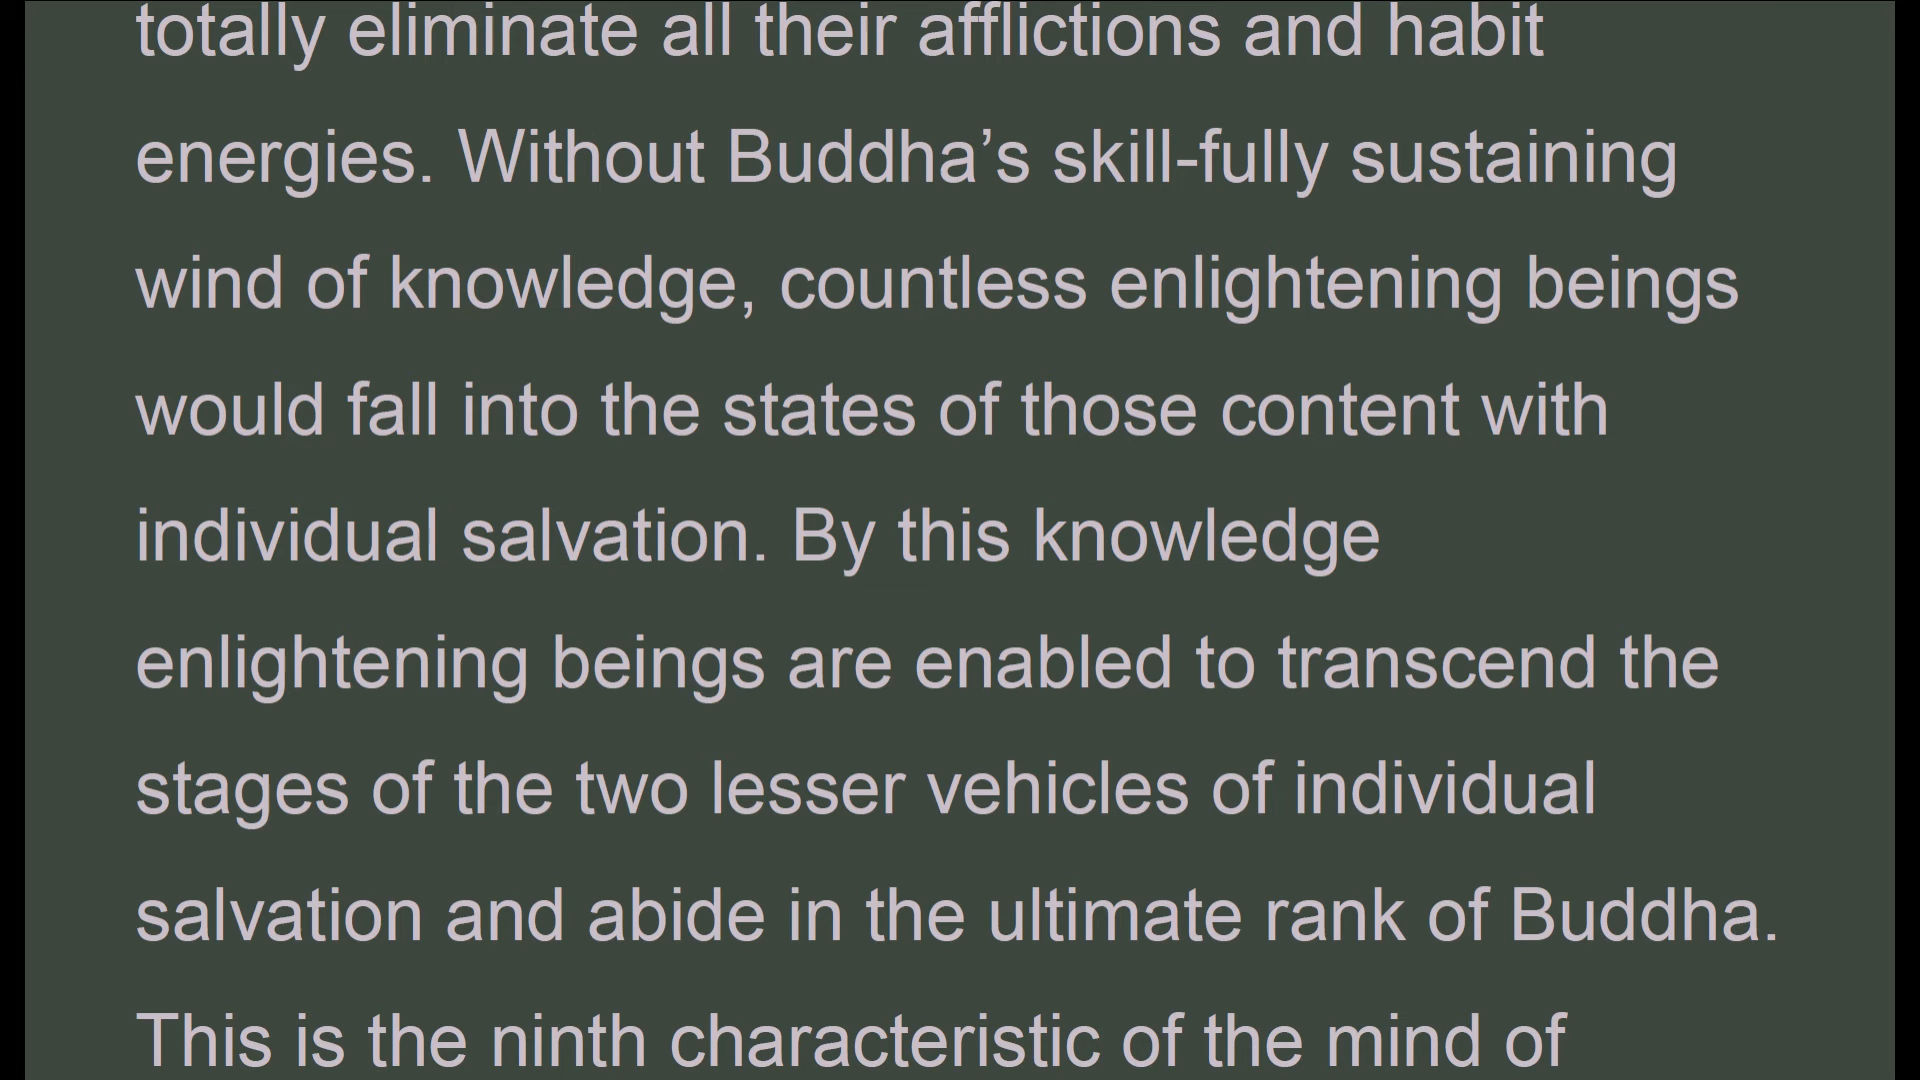 totally eliminate all their afflictions and habit
energies. Without Buddha’s skill-fully sustaining
wind of knowledge, countless enlightening beings
would fall into the states of those content with
individual salvation. By this knowledge
enlightening beings are enabled to transcend the
stages of the two lesser vehicles of individual
salvation and abide in the ultimate rank of Buddha.
This is the ninth characteristic of the mind of